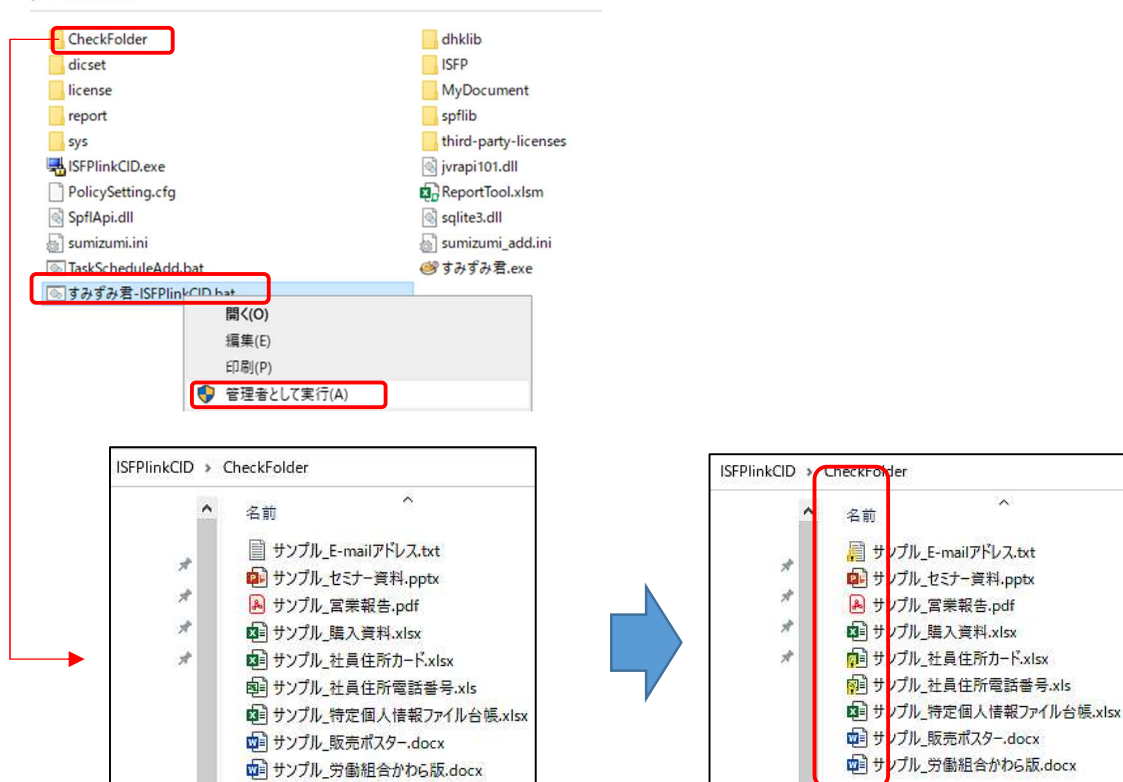 CheckFolder
dicset
license
report
sys
ISFPlinkCID.exe
PolicySetting.cfg
SpflApi.dll
sumizumi.ini
TaskScheduleAdd.bat
すみずみ君-ISFPlinkCID.bat
dhklib
ISFP
MyDocument
spflib
third-party-licenses
jvrapi101.dll
ReportTool.xlsm
sqlite3.dll
sumizumi_add.ini
すみずみ君.exe
開く(O)
編集(E)
印刷(P)
管理者として実行(A)
ISFPlinkCID > CheckFolder
名前
サンプル_E-mailアドレス.txt
サンプル_セミナー資料.pptx
サンプル_営業報告.pdf
サンプル_購入資料.xlsx
サンプル_社員住所カード.xlsx
サンプル_社員住所電話番号.xls
サンプル_特定個人情報ファイル台帳.xlsx
サンプル_販売ポスター.docx
サンプル_労働組合かわら版.docx
ISFPlinkCID > CheckFolder
名前
サンプル_E-mailアドレス.txt
サンプル_セミナー資料.pptx
サンプル_営業報告.pdf
サンプル_購入資料.xlsx
サンプル_社員住所カード.xlsx
サンプル_社員住所電話番号.xls
サンプル_特定個人情報ファイル台帳.xlsx
サンプル_販売ポスター.docx
サンプル_労働組合かわら版.docx